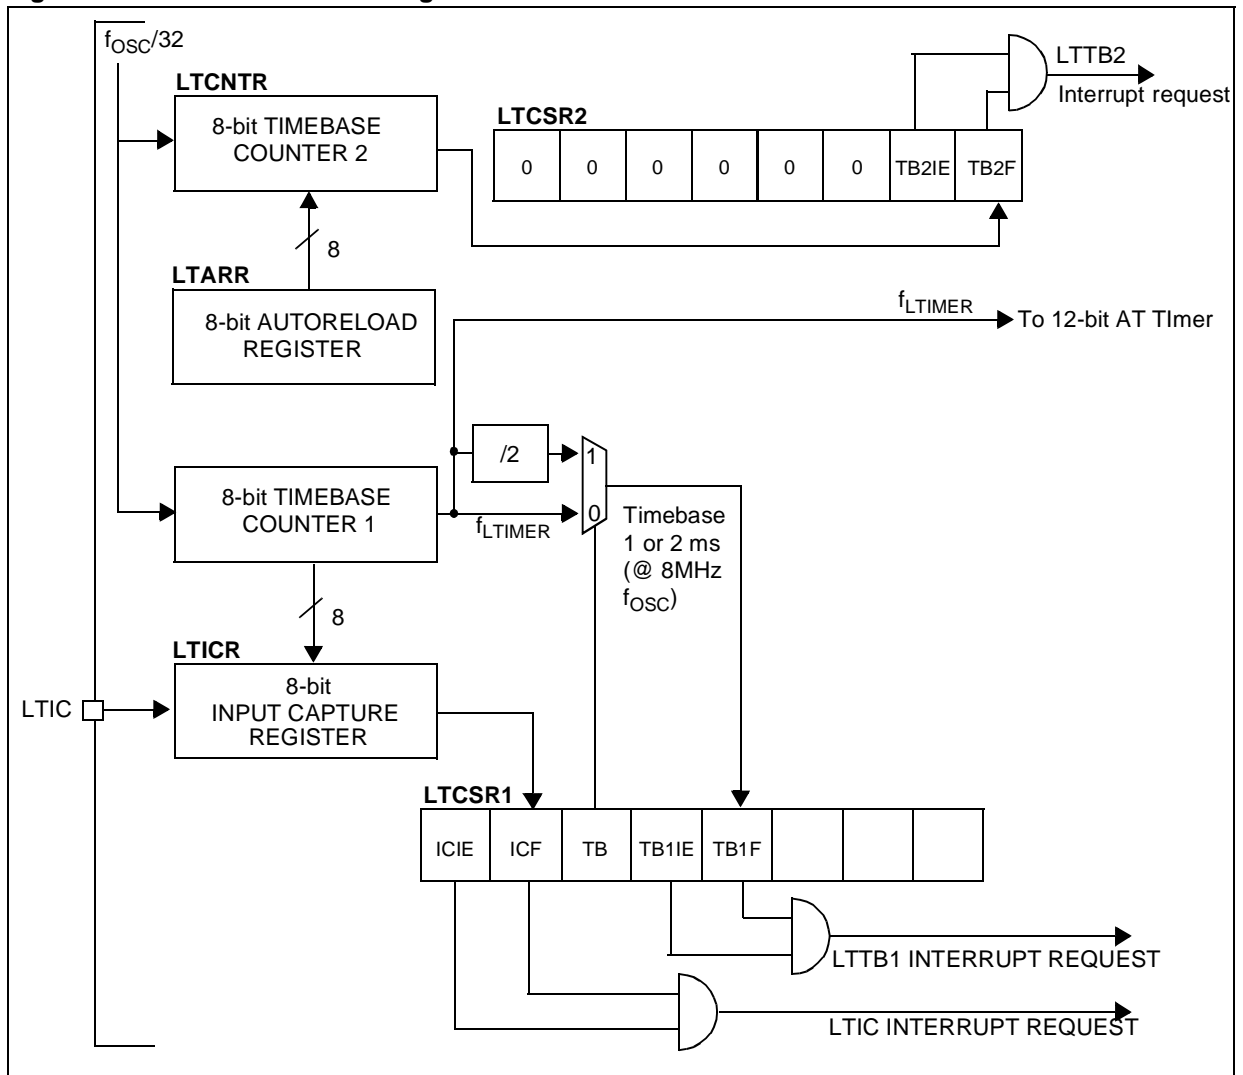 fOSC/32
LTCNTR
8-bit TIMEBASE
COUNTER 2
8
LTARR
8-bit AUTORELOAD
REGISTER
LTCSR2
0 0 0 0 0 0 TB2IE TB2F
LTTB2
Interrupt request
fLTIMER
To 12-bit AT TImer
8-bit TIMEBASE
COUNTER 1
/2
1
0
fLTIMER
Timebase
1 or 2 ms
(@ 8MHz
fOSC)
8
LTICR
LTIC
8-bit
INPUT CAPTURE
REGISTER
LTCSR1
ICIE ICF TB TB1IE TB1F
LTTB1 INTERRUPT REQUEST
LTIC INTERRUPT REQUEST